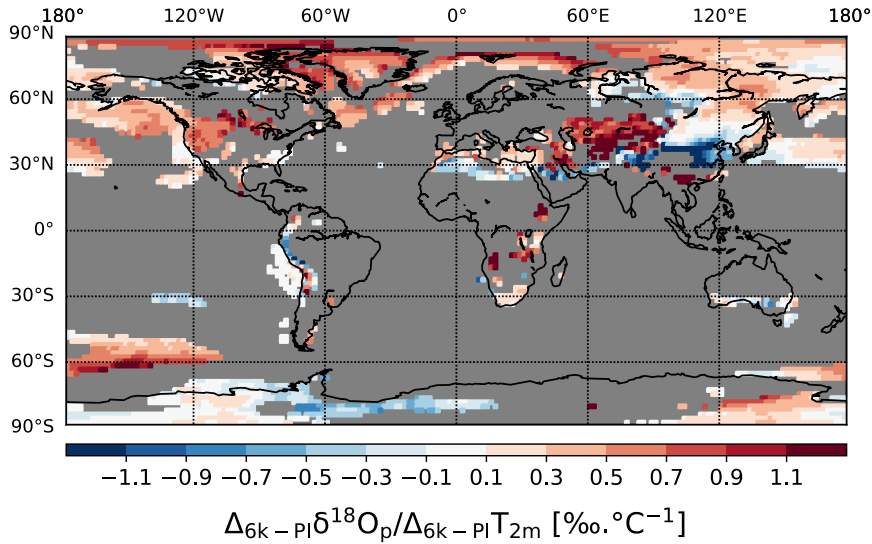 180° 120°W 60°W 0° 60°E 120°E 180°
90°N
60°N
30°N
0°
30°S
60°S
90°S
−1.1 −0.9 −0.7 −0.5 −0.3 −0.1 0.1 0.3 0.5 0.7 0.9 1.1
Δ₆ₖ₋PIδ¹⁸Oₚ/Δ₆ₖ₋PIT₂ₘ [‰.°C⁻¹]